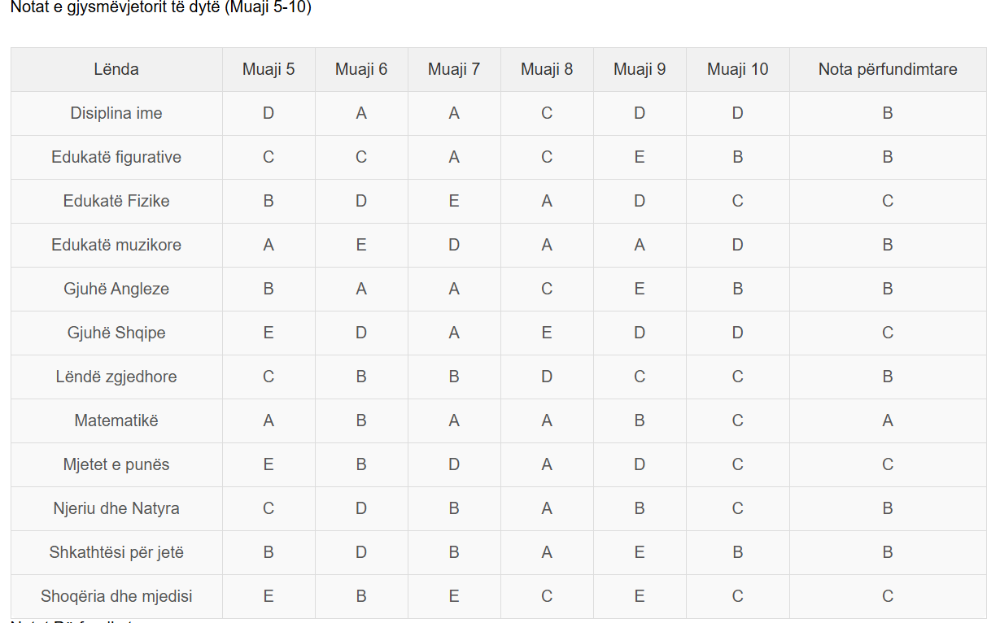 Notat e gjysmëvjetorit të dytë (Muaji 5-10)
Lënda Muaji 5 Muaji 6 Muaji 7 Muaji 8 Muaji 9 Muaji 10 Nota përfundimtare
Disiplina ime D A A C D D B
Edukatë figurative C C A C E B B
Edukatë Fizike B D E A D C C
Edukatë muzikore A E D A A D B
Gjuhë Angleze B A A C E B B
Gjuhë Shqipe E D A E D D C
Lëndë zgjedhore C B B D C C B
Matematikë A B A A B C A
Mjetet e punës E B D A D C C
Njeriu dhe Natyra C D B A B C B
Shkathtësi për jetë B D B A E B B
Shoqëria dhe mjedisi E B E C E C C